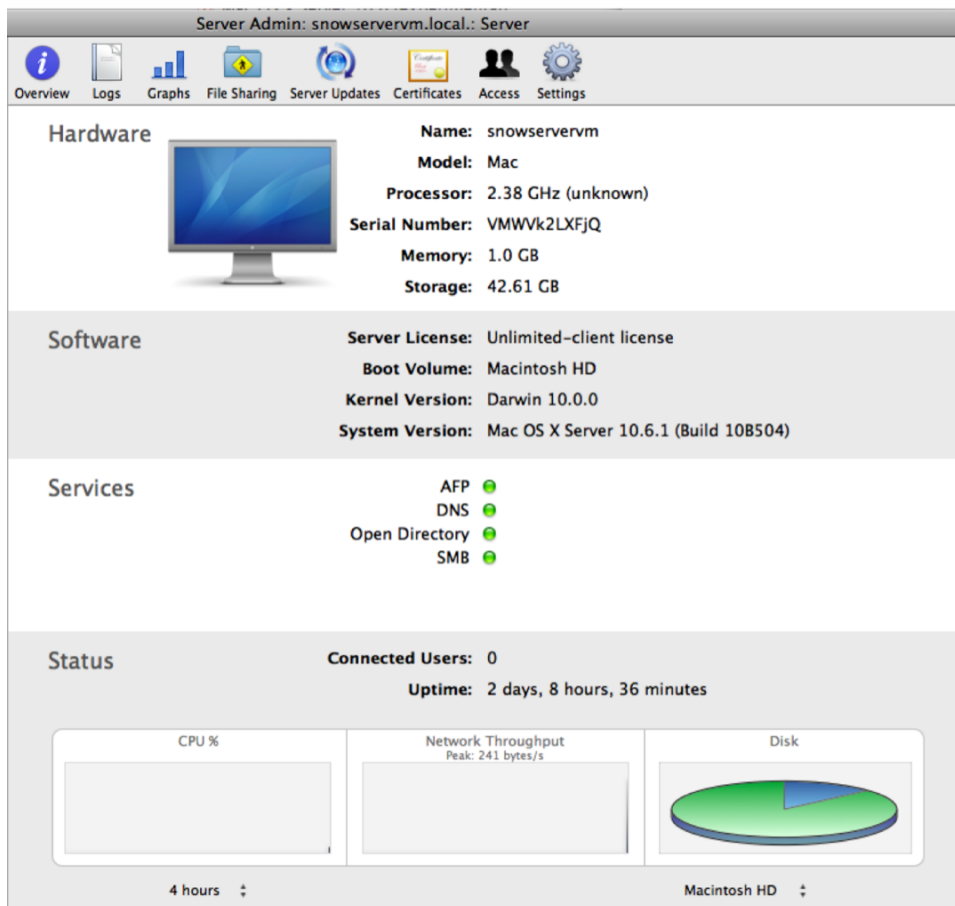 Server Admin: snowservervm.local.: Server
Overview Logs Graphs File Sharing Server Updates Certificates Access Settings
Hardware
Name: snowservervm
Model: Mac
Processor: 2.38 GHz (unknown)
Serial Number: VMWVk2LXFjQ
Memory: 1.0 GB
Storage: 42.61 GB
Software
Server License: Unlimited-client license
Boot Volume: Macintosh HD
Kernel Version: Darwin 10.0.0
System Version: Mac OS X Server 10.6.1 (Build 10B504)
Services
AFP
DNS
Open Directory
SMB
Status
Connected Users: 0
Uptime: 2 days, 8 hours, 36 minutes
CPU % Network Throughput Disk
Peak: 241 bytes/s
4 hours Macintosh HD